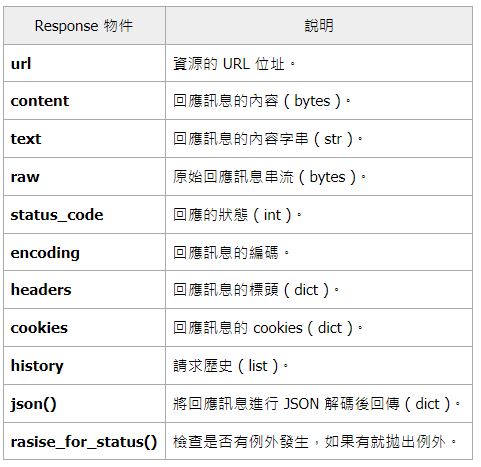 Response 物件 說明
url 資源的 URL 位址。
content 回應訊息的內容 ( bytes )。
text 回應訊息的內容字串 ( str )。
raw 原始回應訊息串流 ( bytes )。
status_code 回應的狀態 ( int )。
encoding 回應訊息的編碼。
headers 回應訊息的標頭 ( dict )。
cookies 回應訊息的 cookies ( dict )。
history 請求歷史 ( list )。
json() 將回應訊息進行 JSON 解碼後回傳 ( dict )。
rasise_for_status() 檢查是否有例外發生，如果有就拋出例外。